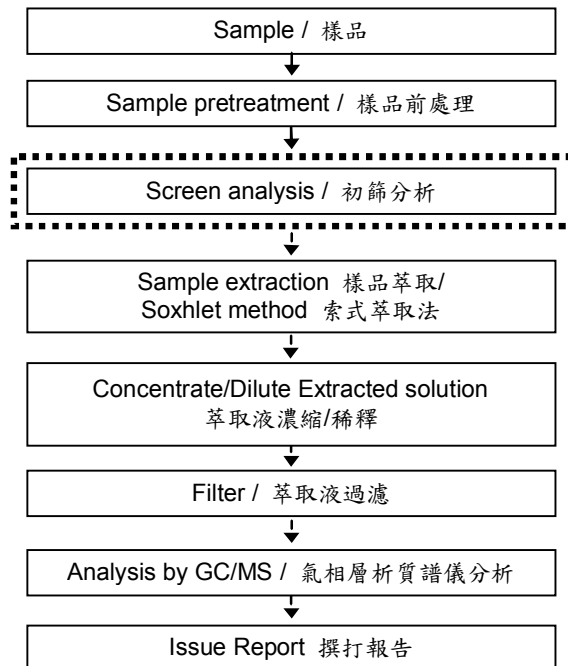 Sample / 樣品
Sample pretreatment / 樣品前處理
Screen analysis / 初篩分析
Sample extraction 樣品萃取/
Soxhlet method 索式萃取法
Concentrate/Dilute Extracted solution
萃取液濃縮/稀釋
Filter / 萃取液過濾
Analysis by GC/MS / 氣相層析質譜儀分析
Issue Report 撰打報告